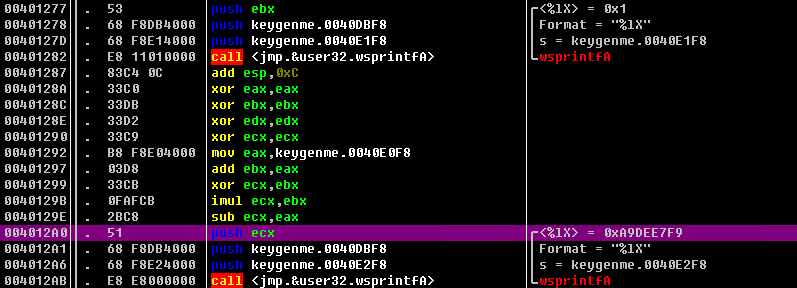 00401277 . 53 push ebx <%lX> = 0x1
00401278 . 68 F8DB4000 push keygenme.0040DBF8 Format = "%lX"
0040127D . 68 F8E14000 push keygenme.0040E1F8 s = keygenme.0040E1F8
00401282 . E8 11010000 call <jmp.&user32.wsprintfA> wsprintfA
00401287 . 83C4 0C add esp,0xC
0040128A . 33C0 xor eax,eax
0040128C . 33DB xor ebx,ebx
0040128E . 33D2 xor edx,edx
00401290 . 33C9 xor ecx,ecx
00401292 . B8 F8E04000 mov eax,keygenme.0040E0F8
00401297 . 03D8 add ebx,eax
00401299 . 33CB xor ecx,ebx
0040129B . 0FAFCB imul ecx,ebx
0040129E . 2BC8 sub ecx,eax
004012A0 . 51 push ecx <%lX> = 0xA9DEE7F9
004012A1 . 68 F8DB4000 push keygenme.0040DBF8 Format = "%lX"
004012A6 . 68 F8E24000 push keygenme.0040E2F8 s = keygenme.0040E2F8
004012AB . E8 E8000000 call <jmp.&user32.wsprintfA> wsprintfA